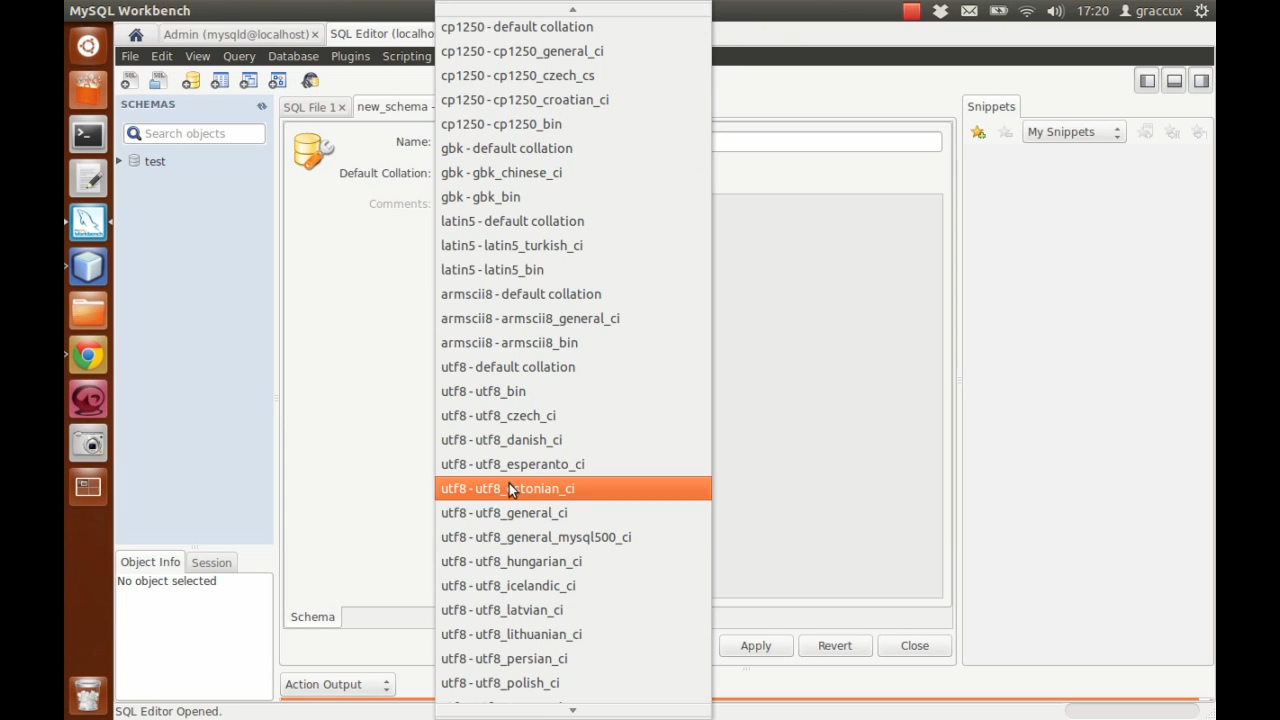 MySQL Workbench
17:20
graccux
Admin (mysqld@localhost)
SQL Editor (localho
File Edit View Query Database Plugins Scripting
SCHEMAS
Search objects
test
SQL File 1
new_schema -
Name:
Default Collation:
Comments:
cp1250 - default collation
cp1250 - cp1250_general_ci
cp1250 - cp1250_czech_cs
cp1250 - cp1250_croatian_ci
cp1250 - cp1250_bin
gbk - default collation
gbk - gbk_chinese_ci
gbk - gbk_bin
latin5 - default collation
latin5 - latin5_turkish_ci
latin5 - latin5_bin
armscii8 - default collation
armscii8 - armscii8_general_ci
armscii8 - armscii8_bin
utf8 - default collation
utf8 - utf8_bin
utf8 - utf8_czech_ci
utf8 - utf8_danish_ci
utf8 - utf8_esperanto_ci
utf8 - utf8_estonian_ci
utf8 - utf8_general_ci
utf8 - utf8_general_mysql500_ci
utf8 - utf8_hungarian_ci
utf8 - utf8_icelandic_ci
utf8 - utf8_latvian_ci
utf8 - utf8_lithuanian_ci
utf8 - utf8_persian_ci
utf8 - utf8_polish_ci
Snippets
My Snippets
Object Info
Session
No object selected
Schema
Apply
Revert
Close
Action Output
SQL Editor Opened.